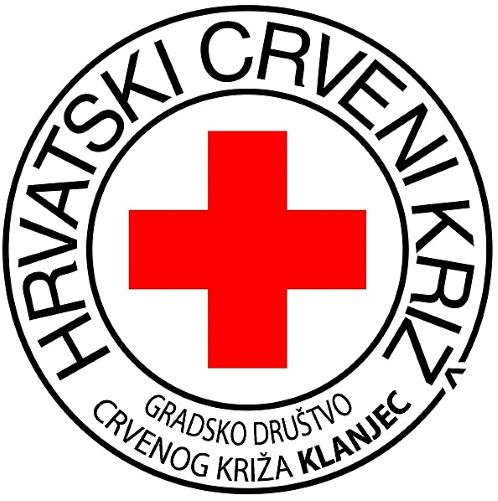 HRVATSKI CRVENI KRIŽ
GRADSKO DRUŠTVO
CRVENOG KRIŽA KLANJEC